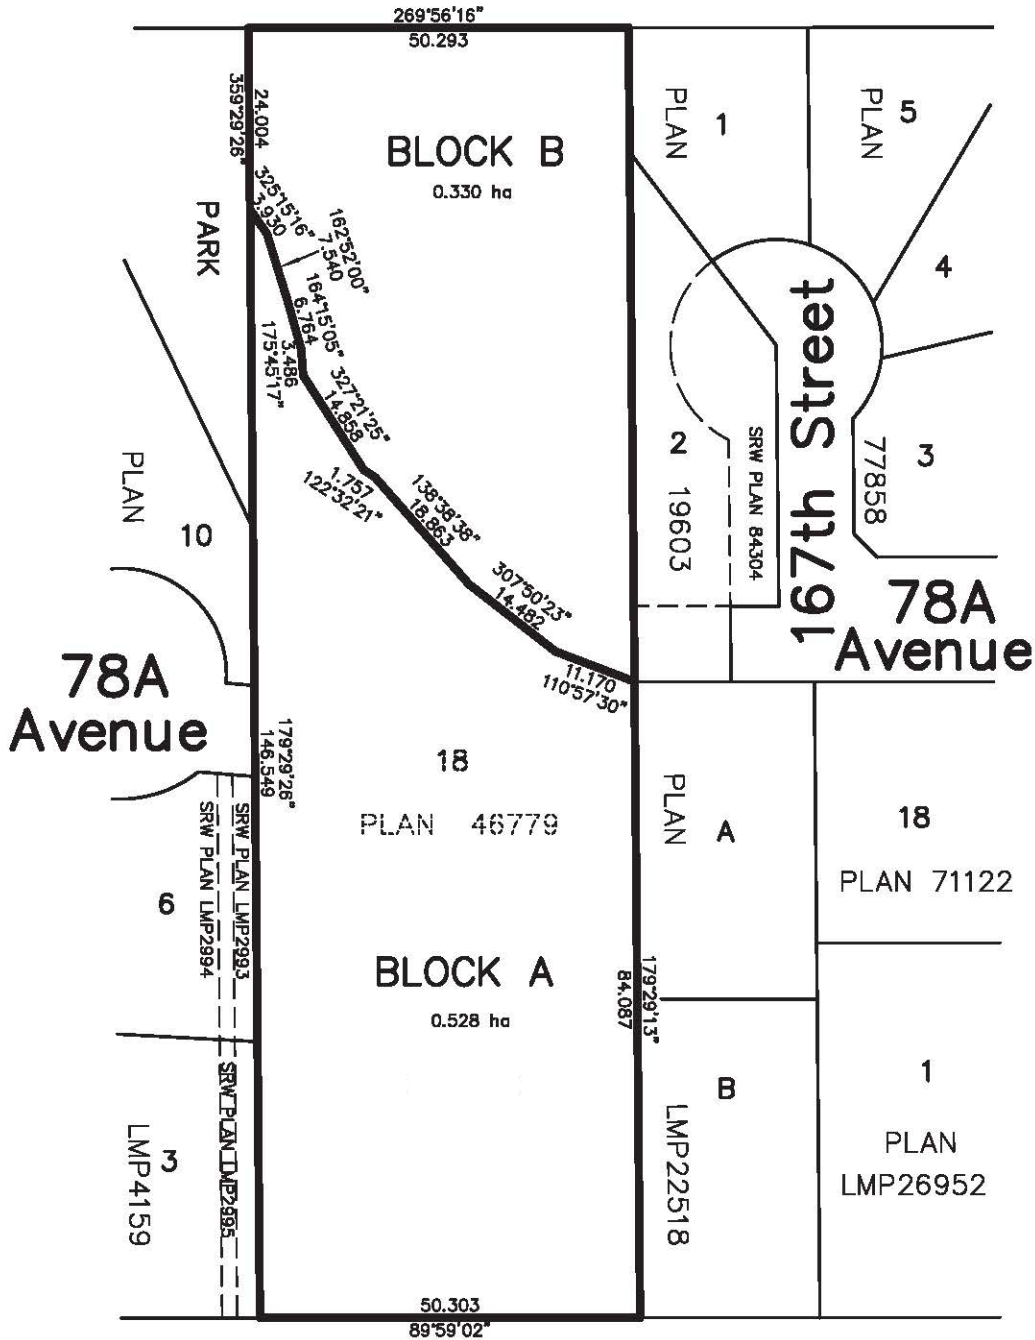 269°56'16"
50.293
359°29'26"
24.004
BLOCK B
0.330 ha
PLAN
1
PLAN
5
325°15'16"
3.930
162°52'00"
7.540
PARK
164°15'05"
6.764
4
3.486
175°45'17"
327°21'25"
14.858
167th Street
2
19603
SRW PLAN 84304
77858
3
PLAN
10
1.757
122°32'21"
138°38'38"
18.863
307°50'23"
14.482
11.170
110°57'30"
78A
Avenue
78A
Avenue
179°29'26"
146.549
18
PLAN 46779
PLAN
A
18
PLAN 71122
SRW PLAN LMP2994
SRW PLAN LMP2993
6
BLOCK A
0.528 ha
179°29'13"
84.087
B
1
PLAN
LMP26952
LMP22518
SRW PLAN LMP2995
3
LMP4159
50.303
89°59'02"